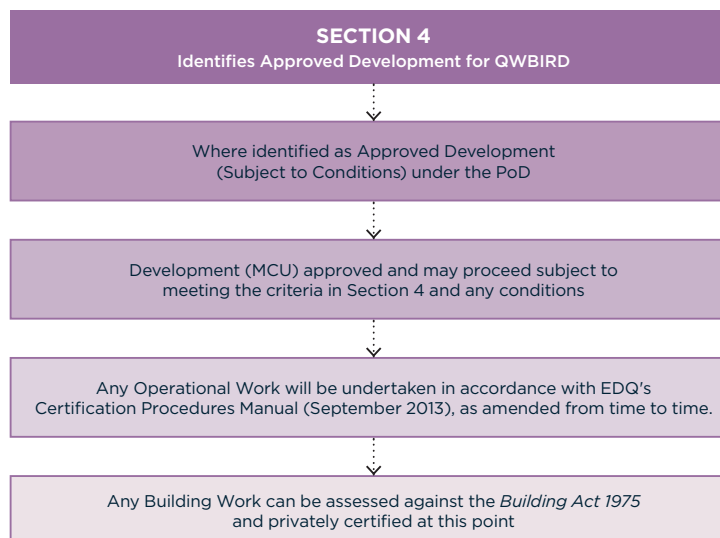 SECTION 4
Identifies Approved Development for QWBIRD
Where identified as Approved Development
(Subject to Conditions) under the PoD
Development (MCU) approved and may proceed subject to
meeting the criteria in Section 4 and any conditions
Any Operational Work will be undertaken in accordance with EDQ's
Certification Procedures Manual (September 2013), as amended from time to time.
Any Building Work can be assessed against the Building Act 1975
and privately certified at this point